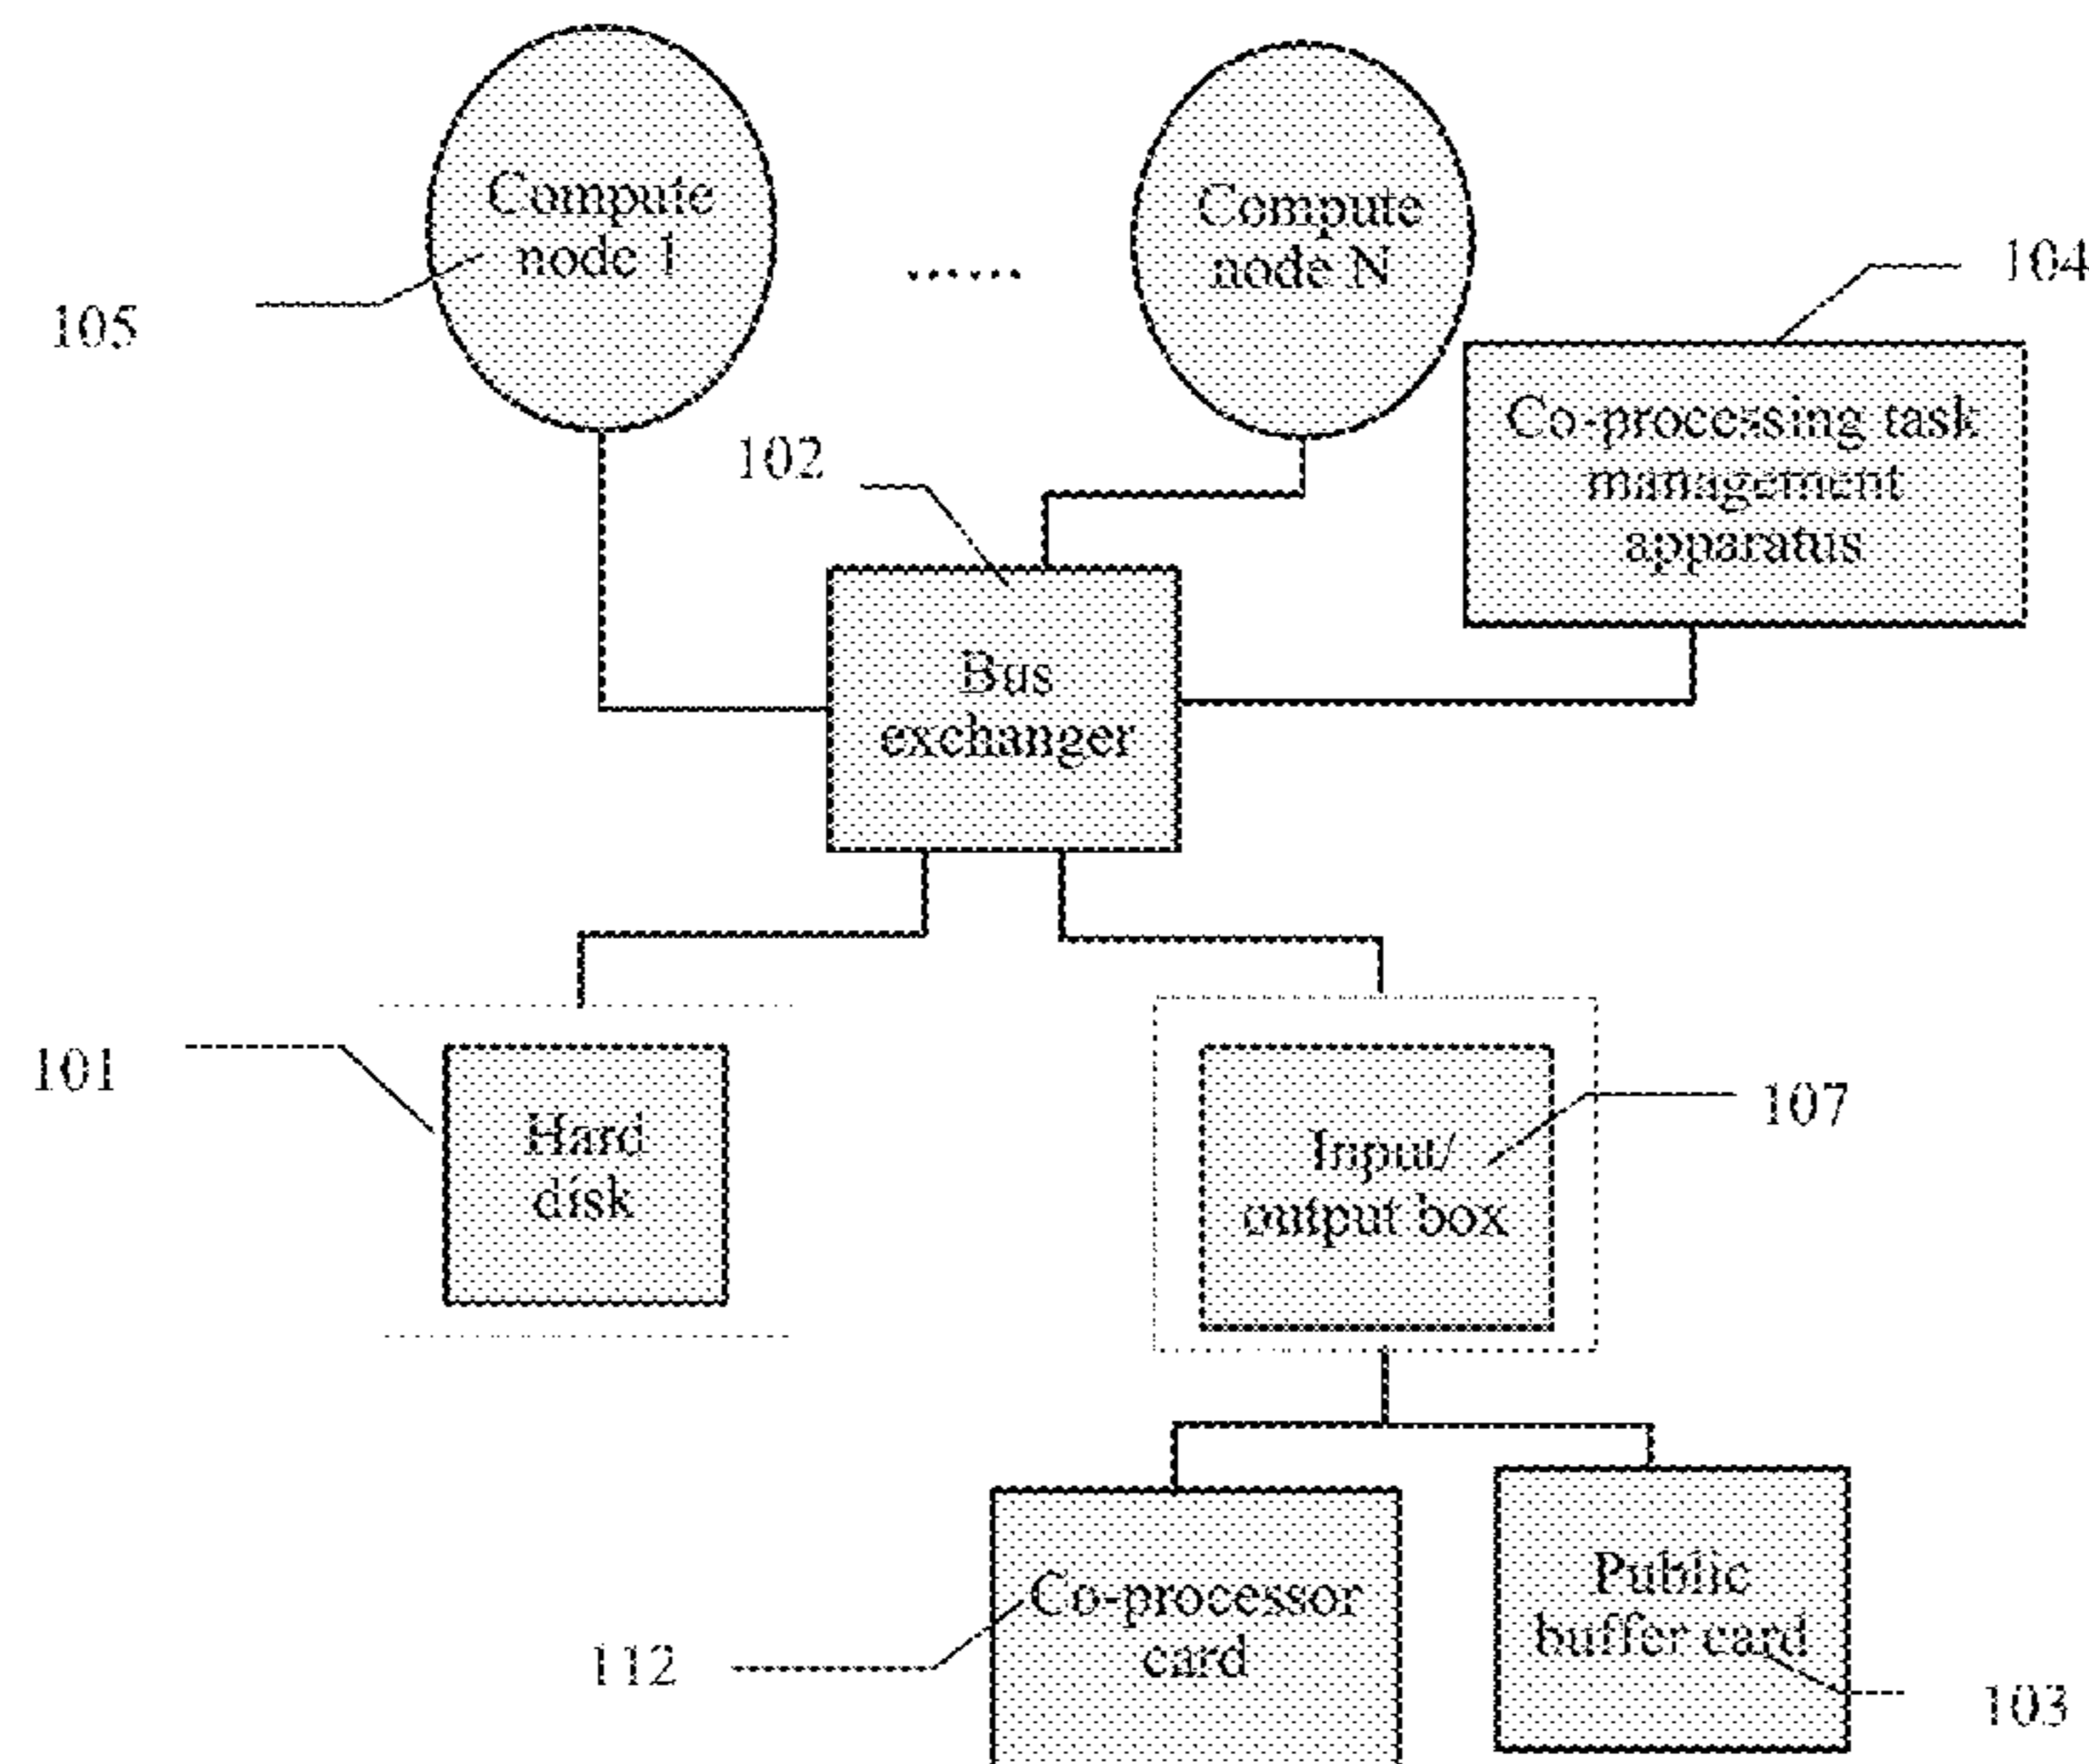 Compute
node 1
......
Compute
node N
104
105
102
Co-processing task
management
apparatus
Bus
exchanger
101
Hard
disk
Input/
output box
107
Co-processor
card
112
Public
buffer card
103